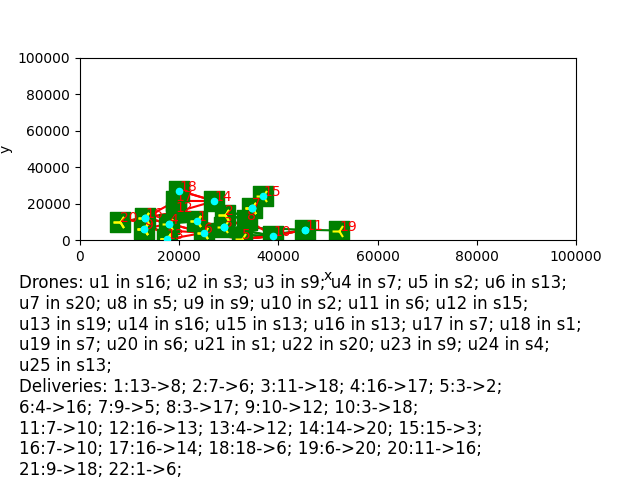 100000
80000
60000
y
40000
20000
0
0 20000 40000 60000 80000 100000
x
Drones: u1 in s16; u2 in s3; u3 in s9; u4 in s7; u5 in s2; u6 in s13;
u7 in s20; u8 in s5; u9 in s9; u10 in s2; u11 in s6; u12 in s15;
u13 in s19; u14 in s16; u15 in s13; u16 in s13; u17 in s7; u18 in s1;
u19 in s7; u20 in s6; u21 in s1; u22 in s20; u23 in s9; u24 in s4;
u25 in s13;
Deliveries: 1:13->8; 2:7->6; 3:11->18; 4:16->17; 5:3->2;
6:4->16; 7:9->5; 8:3->17; 9:10->12; 10:3->18;
11:7->10; 12:16->13; 13:4->12; 14:14->20; 15:15->3;
16:7->10; 17:16->14; 18:18->6; 19:6->20; 20:11->16;
21:9->18; 22:1->6;